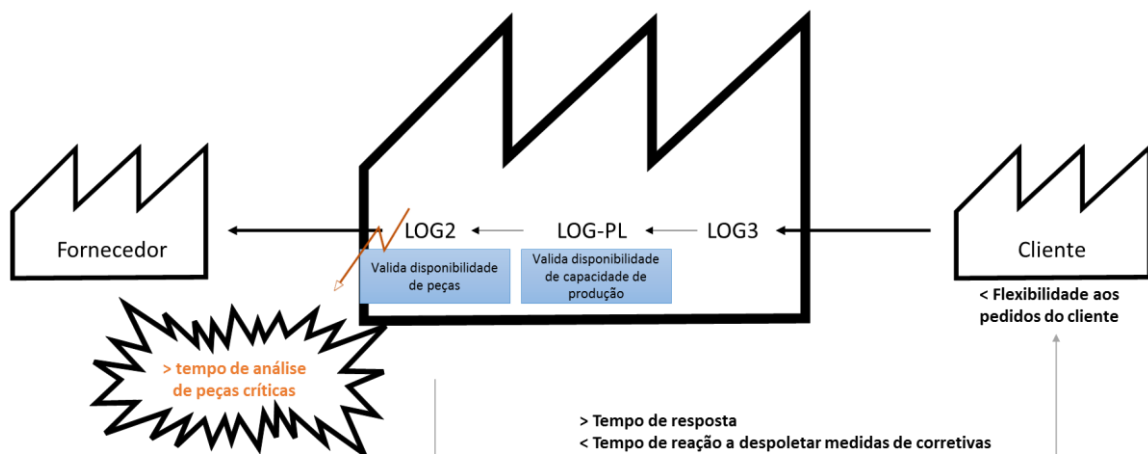 Fornecedor
LOG2
LOG-PL
LOG3
Cliente
Valida disponibilidade
de peças
Valida disponibilidade
de capacidade de
produção
< Flexibilidade aos
pedidos do cliente
> tempo de análise
de peças críticas
> Tempo de resposta
< Tempo de reação a despoletar medidas de corretivas